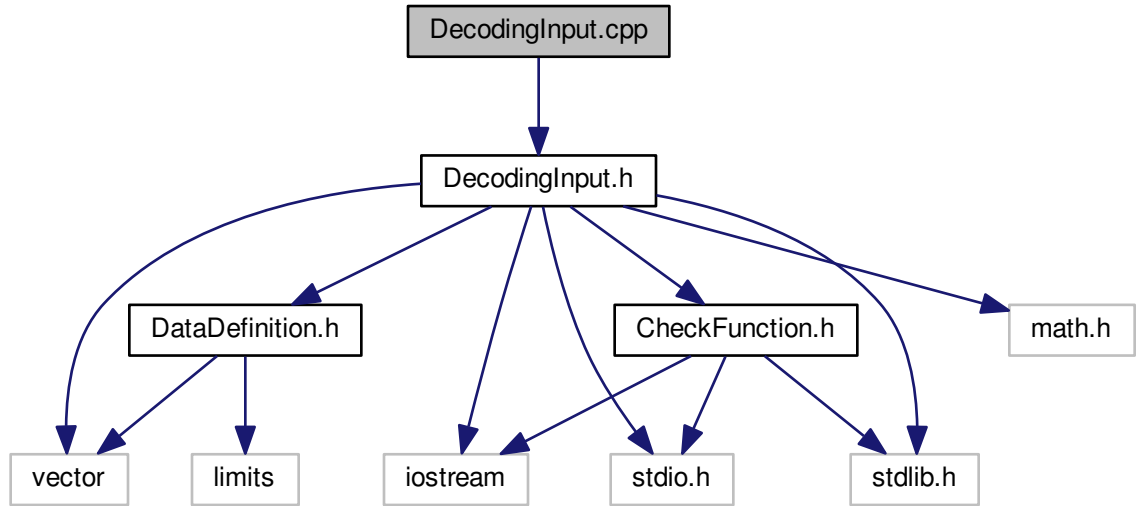 DecodingInput.cpp
DecodingInput.h
DataDefinition.h
CheckFunction.h
math.h
vector
limits
iostream
stdio.h
stdlib.h